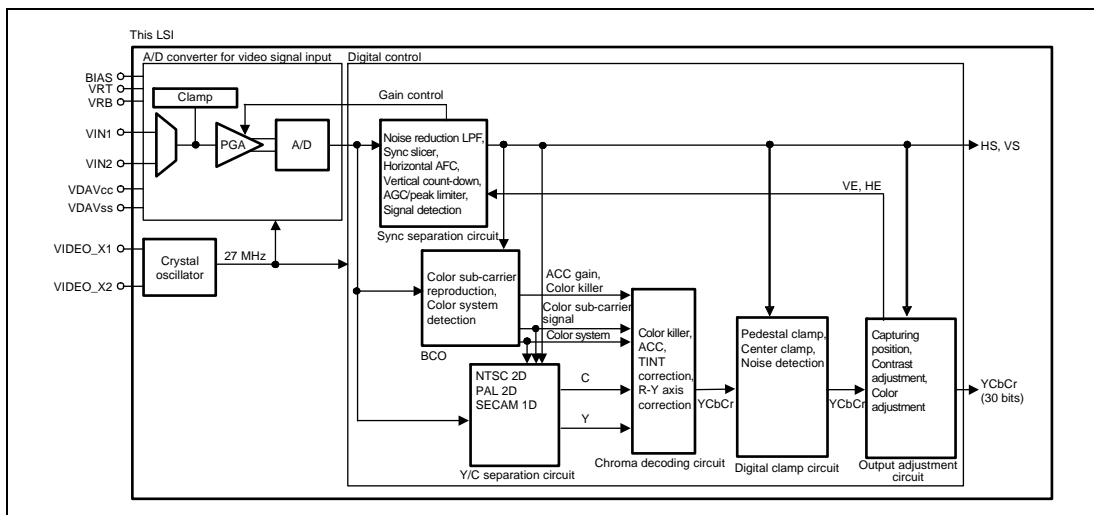 This LSI
A/D converter for video signal input
Digital control
BIAS
VRT
VRB
VIN1
VIN2
VDAVcc
VDAVss
VIDEO_X1
VIDEO_X2
Clamp
PGA
A/D
Gain control
Noise reduction LPF,
Sync slicer,
Horizontal AFC,
Vertical count-down,
AGC/peak limiter,
Signal detection
Sync separation circuit
HS, VS
VE, HE
Crystal
oscillator
27 MHz
Color sub-carrier
reproduction,
Color system
detection
BCO
ACC gain,
Color killer
Color sub-carrier
signal
Color system
NTSC 2D
PAL 2D
SECAM 1D
Y/C separation circuit
C
Y
Color killer,
ACC,
TINT
correction,
R-Y axis
correction
Chroma decoding circuit
YCbCr
Pedestal clamp,
Center clamp,
Noise detection
Digital clamp circuit
YCbCr
Capturing
position,
Contrast
adjustment,
Color
adjustment
Output adjustment
circuit
YCbCr
(30 bits)